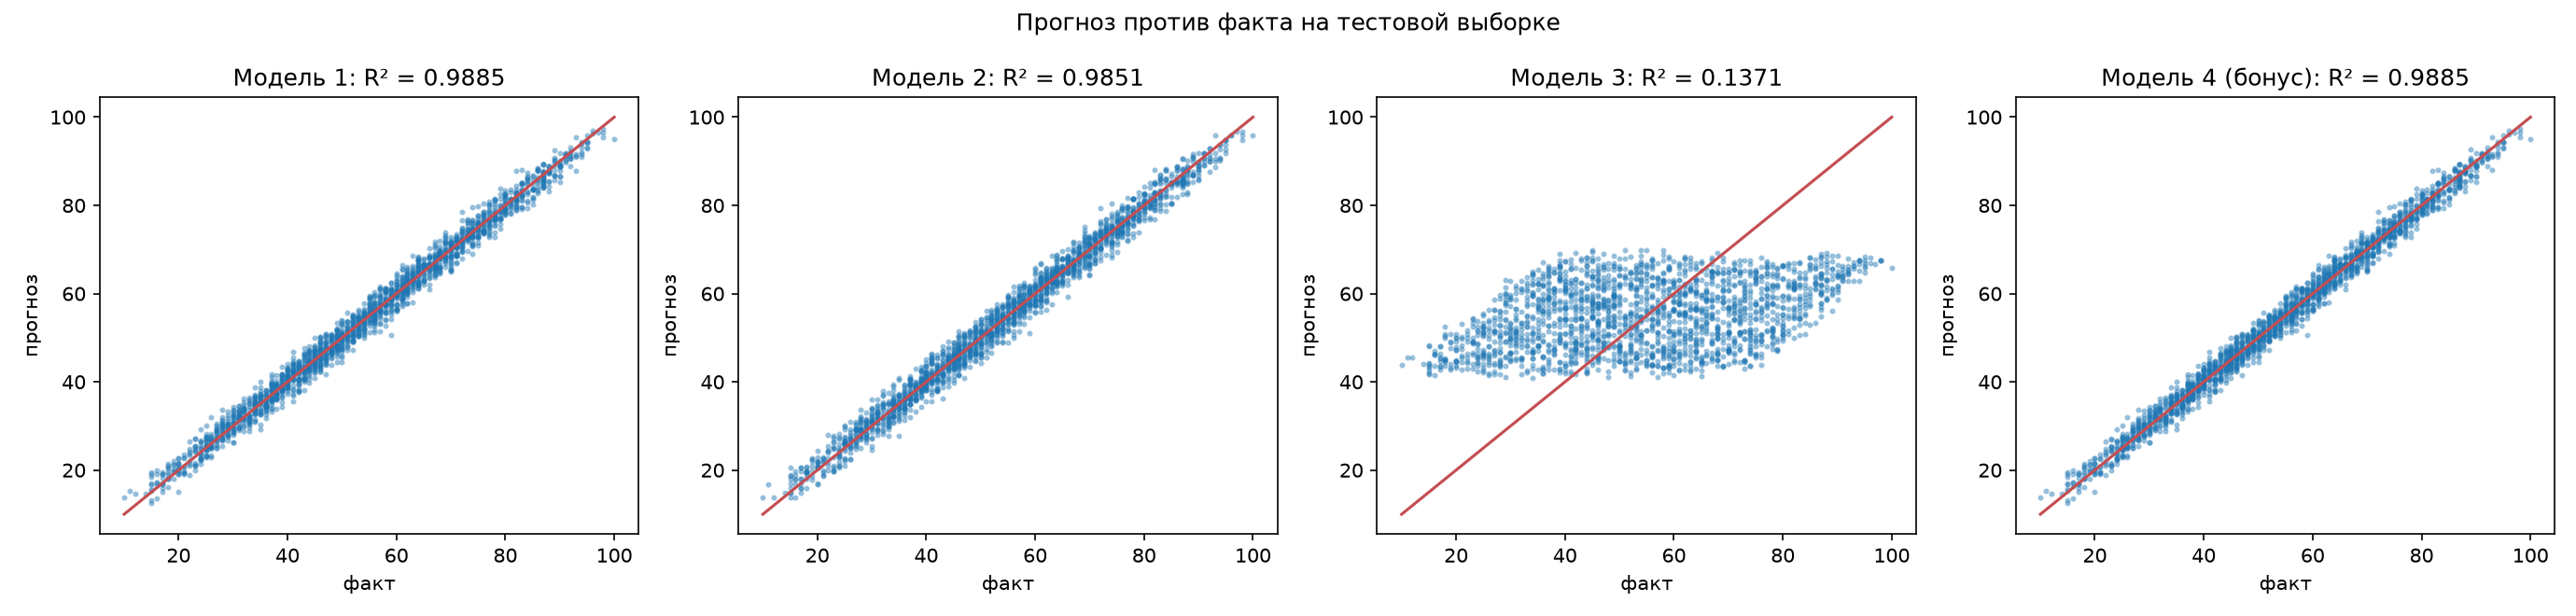 Прогноз против факта на тестовой выборке
Модель 1: R² = 0.9885
100
80
60
40
20
прогноз
20 40 60 80 100
факт
Модель 2: R² = 0.9851
100
80
60
40
20
прогноз
20 40 60 80 100
факт
Модель 3: R² = 0.1371
100
80
60
40
20
прогноз
20 40 60 80 100
факт
Модель 4 (бонус): R² = 0.9885
100
80
60
40
20
прогноз
20 40 60 80 100
факт